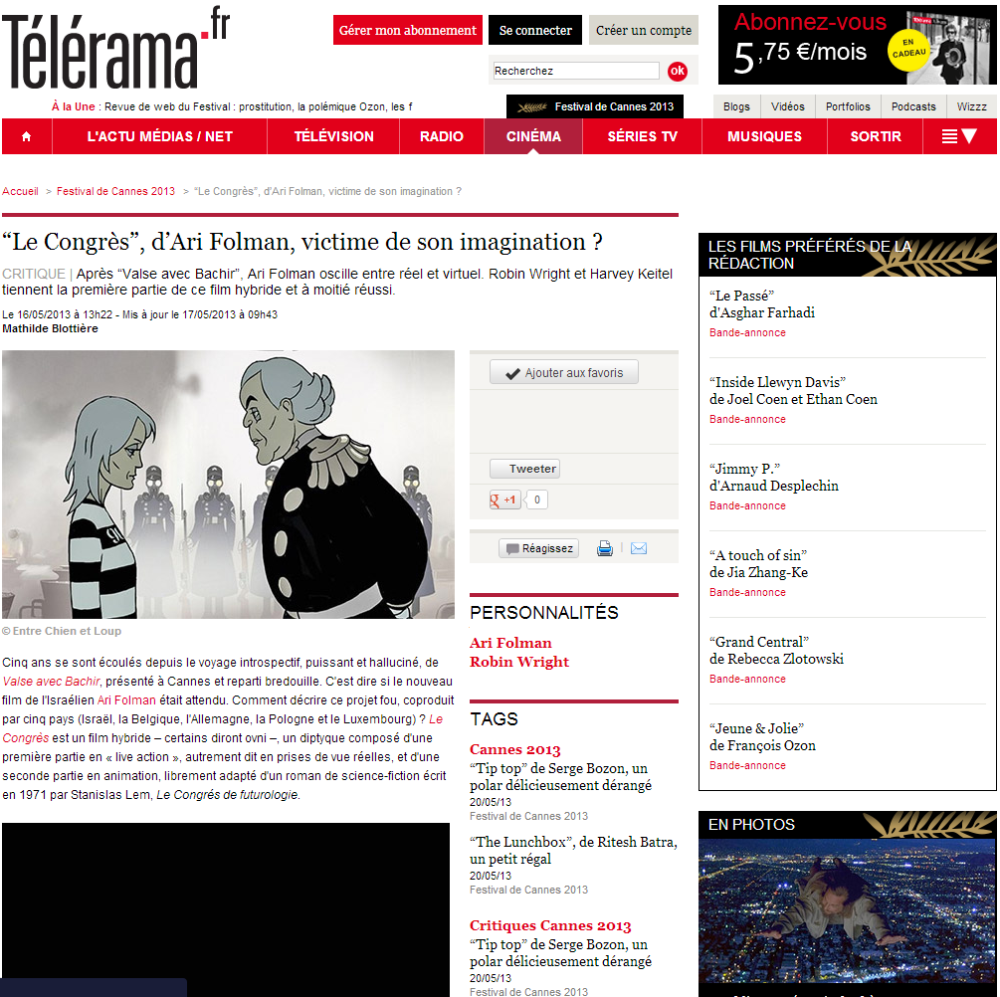 Télérama.fr
Gérer mon abonnement
Se connecter
Créer un compte
Abonnez-vous
5,75 €/mois
EN CADEAU
Recherchez
ok
À la Une : Revue de web du Festival : prostitution, la polémique Ozon, les f
Festival de Cannes 2013
Blogs
Vidéos
Portfolios
Podcasts
Wizzz
L'ACTU MÉDIAS / NET
TÉLÉVISION
RADIO
CINÉMA
SÉRIES TV
MUSIQUES
SORTIR
Accueil > Festival de Cannes 2013 > “Le Congrès”, d'Ari Folman, victime de son imagination ?
“Le Congrès”, d’Ari Folman, victime de son imagination ?
CRITIQUE | Après “Valse avec Bachir”, Ari Folman oscille entre réel et virtuel. Robin Wright et Harvey Keitel
tiennent la première partie de ce film hybride et à moitié réussi.
Le 16/05/2013 à 13h22 - Mis à jour le 17/05/2013 à 09h43
Mathilde Blottière
© Entre Chien et Loup
Cinq ans se sont écoulés depuis le voyage introspectif, puissant et halluciné, de
Valse avec Bachir, présenté à Cannes et reparti bredouille. C'est dire si le nouveau
film de l'Israélien Ari Folman était attendu. Comment décrire ce projet fou, coproduit
par cinq pays (Israël, la Belgique, l'Allemagne, la Pologne et le Luxembourg) ? Le
Congrès est un film hybride – certains diront ovni –, un diptyque composé d'une
première partie en « live action », autrement dit en prises de vue réelles, et d'une
seconde partie en animation, librement adapté d'un roman de science-fiction écrit
en 1971 par Stanislas Lem, Le Congrés de futurologie.
Ajouter aux favoris
Tweeter
g +1
0
Réagissez
PERSONNALITÉS
Ari Folman
Robin Wright
TAGS
Cannes 2013
“Tip top” de Serge Bozon, un
polar délicieusement dérangé
20/05/13
Festival de Cannes 2013
“The Lunchbox”, de Ritesh Batra,
un petit régal
20/05/13
Festival de Cannes 2013
Critiques Cannes 2013
“Tip top” de Serge Bozon, un
polar délicieusement dérangé
20/05/13
Festival de Cannes 2013
LES FILMS PRÉFÉRÉS DE LA
RÉDACTION
“Le Passé”
d'Asghar Farhadi
Bande-annonce
“Inside Llewyn Davis”
de Joel Coen et Ethan Coen
Bande-annonce
“Jimmy P.”
d'Arnaud Desplechin
Bande-annonce
“A touch of sin”
de Jia Zhang-Ke
Bande-annonce
“Grand Central”
de Rebecca Zlotowski
Bande-annonce
“Jeune & Jolie”
de François Ozon
Bande-annonce
EN PHOTOS